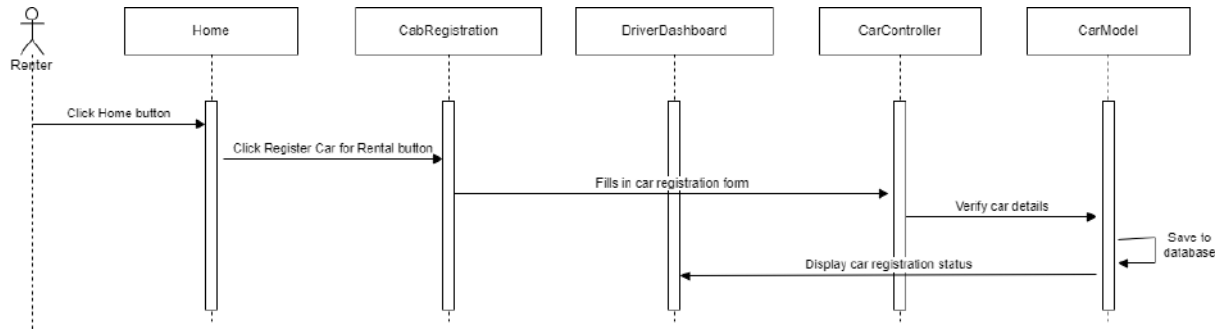 Home
CabRegistration
DriverDashboard
CarController
CarModel
Renter
Click Home button
Click Register Car for Rental button
Fills in car registration form
Verify car details
Save to
database
Display car registration status